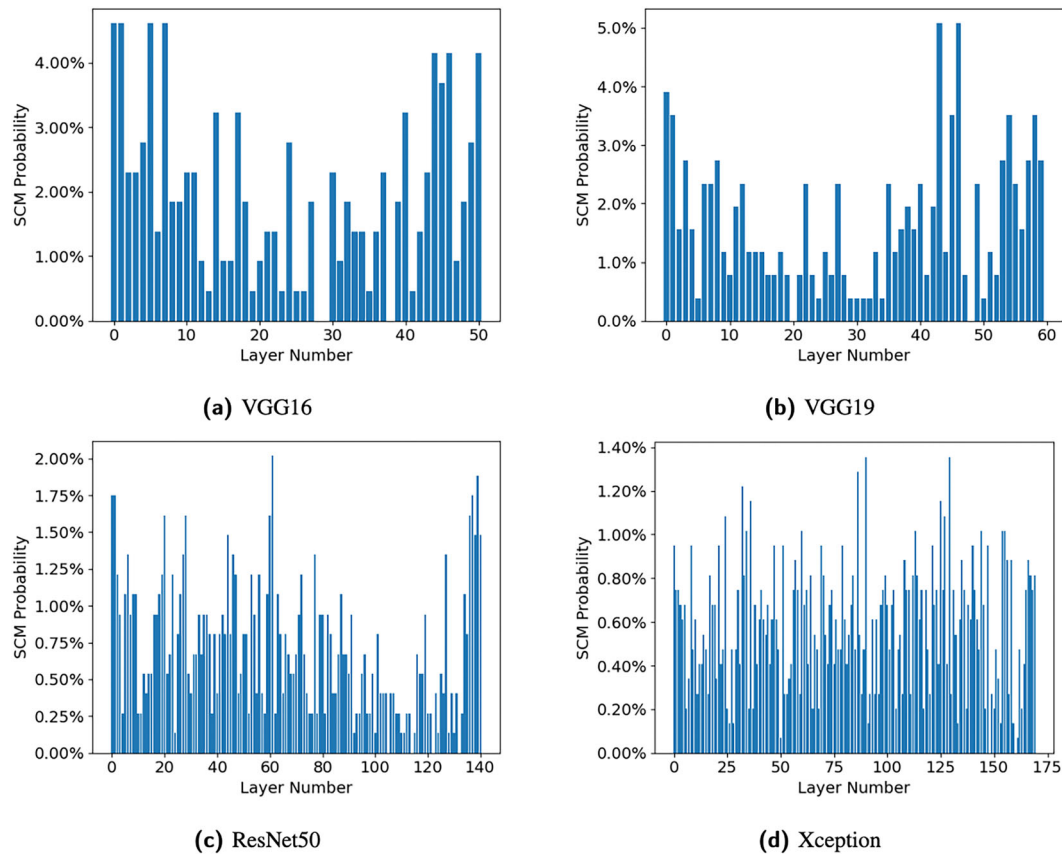 4.00%
3.00%
2.00%
1.00%
0.00%
SCM Probability
0 10 20 30 40 50
Layer Number
(a) VGG16
5.0%
4.0%
3.0%
2.0%
1.0%
0.0%
SCM Probability
0 10 20 30 40 50 60
Layer Number
(b) VGG19
2.00%
1.75%
1.50%
1.25%
1.00%
0.75%
0.50%
0.25%
0.00%
SCM Probability
0 20 40 60 80 100 120 140
Layer Number
(c) ResNet50
1.40%
1.20%
1.00%
0.80%
0.60%
0.40%
0.20%
0.00%
SCM Probability
0 25 50 75 100 125 150 175
Layer Number
(d) Xception